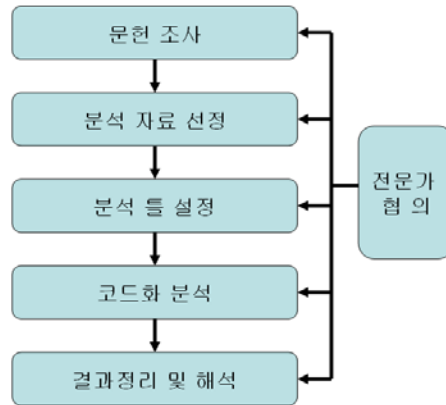 문헌 조사
분석 자료 선정
분석 틀 설정
코드화 분석
결과정리 및 해석
전문가
협 의